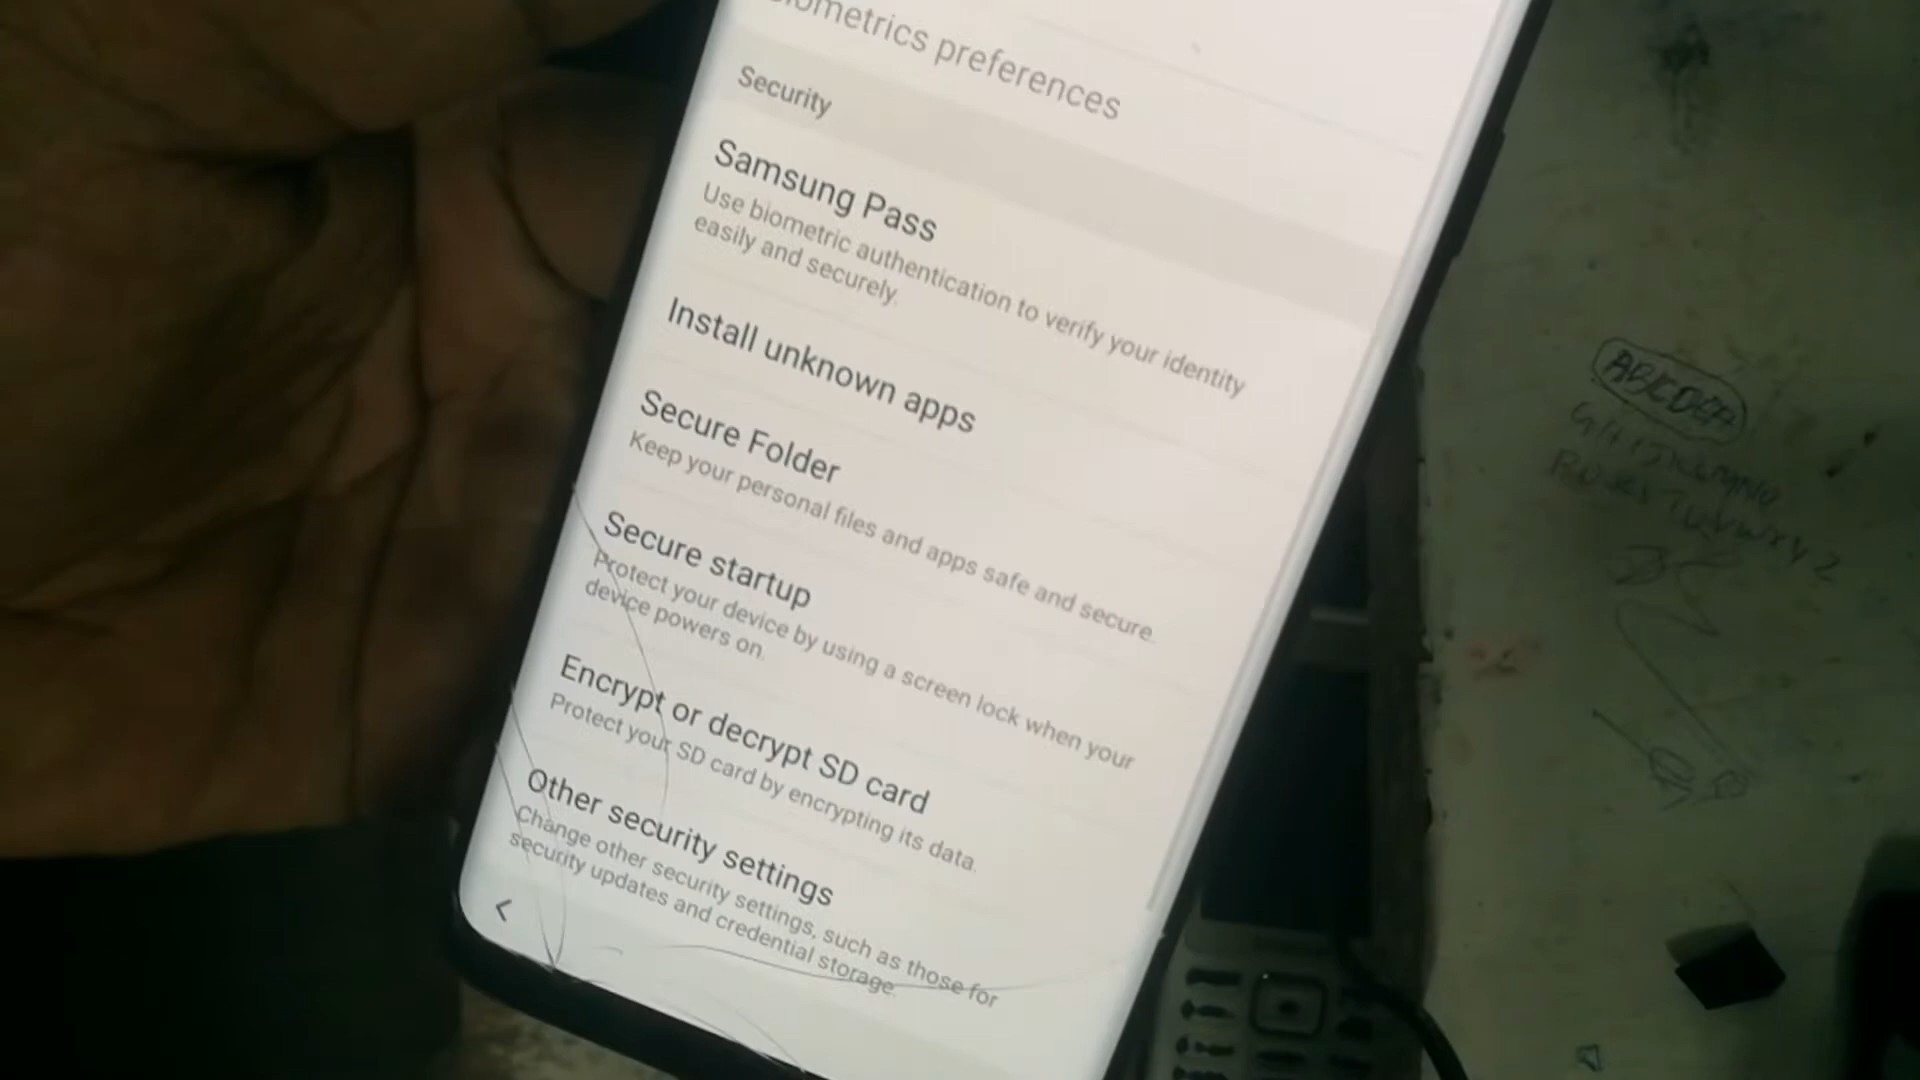 preferences
Security
Samsung Pass
Use biometric authentication to verify your identity
easily and securely.
Install unknown apps
Secure Folder
Keep your personal files and apps safe and secure.
Secure startup
Protect your device by using a screen lock when your
device powers on.
Encrypt or decrypt SD card
Protect your SD card by encrypting its data.
Other security settings
Change other security settings, such as those for
security updates and credential storage.